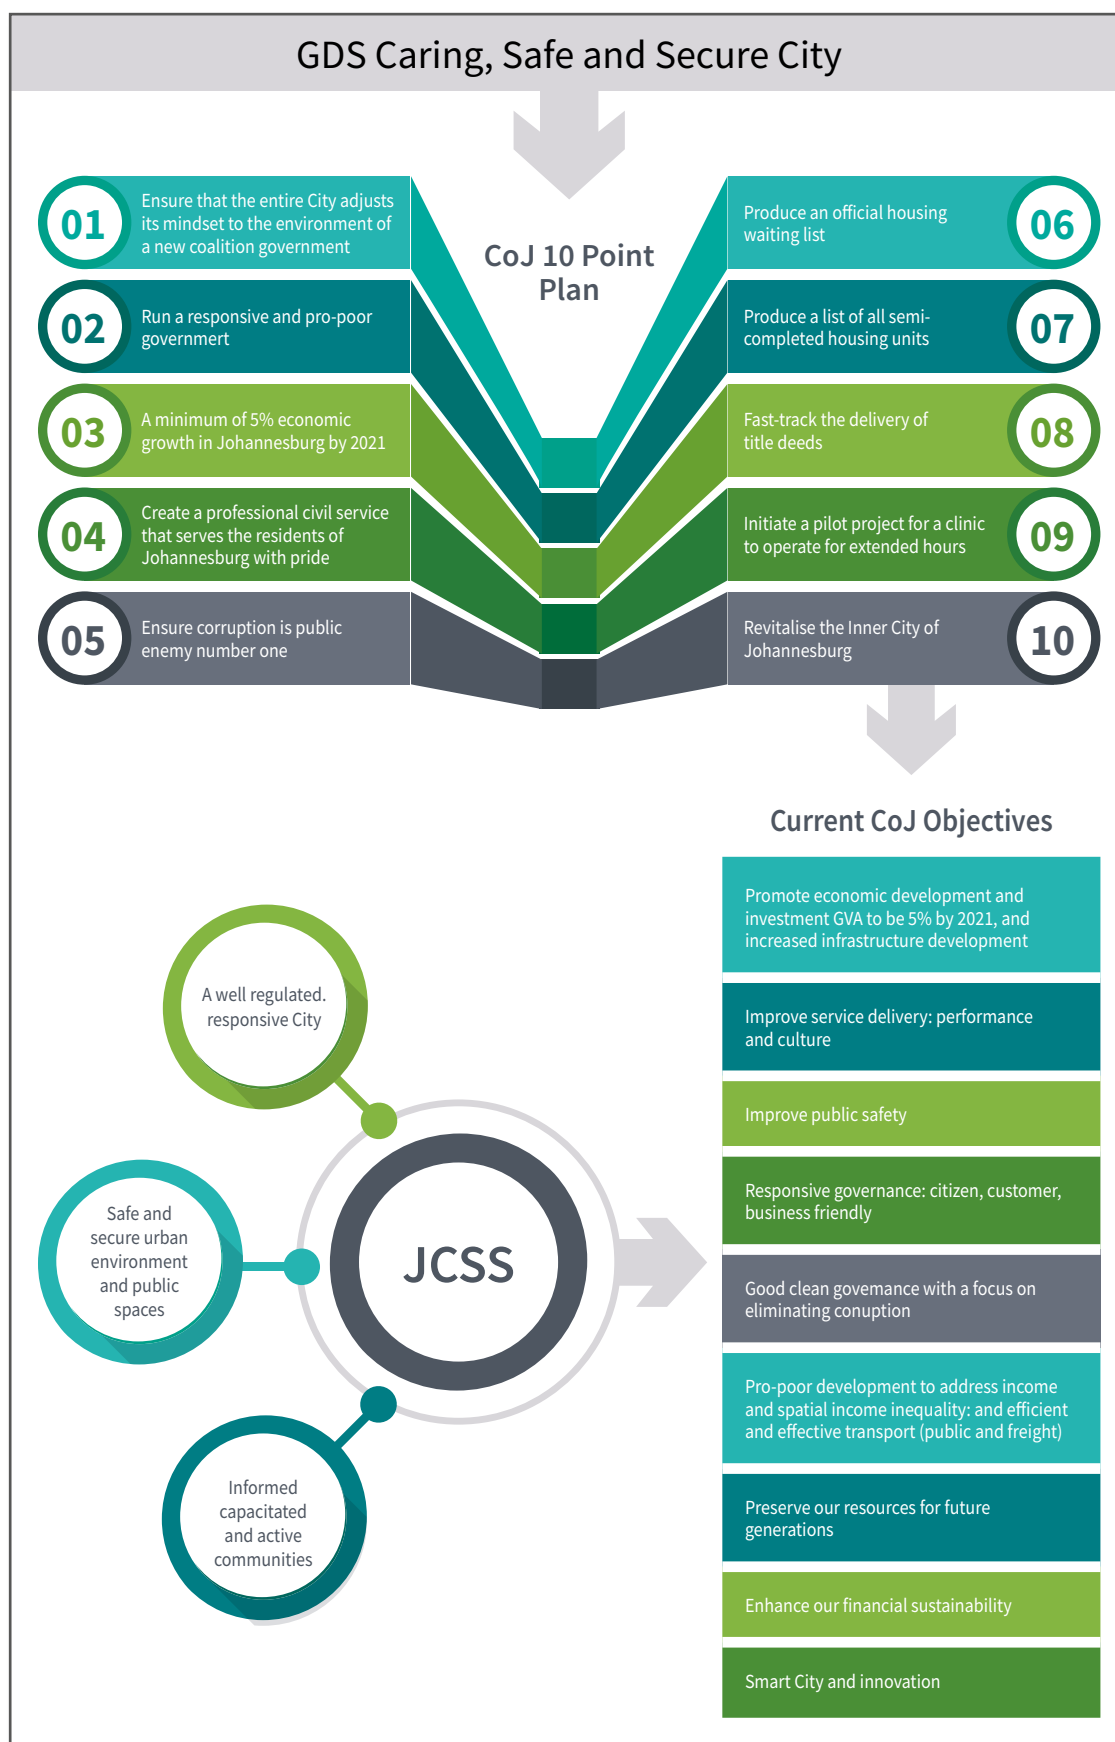 GDS Caring, Safe and Secure City
CoJ 10 Point
Plan
01
Ensure that the entire City adjusts
its mindset to the environment of
a new coalition government
02
Run a responsive and pro-poor
governmert
03
A minimum of 5% economic
growth in Johannesburg by 2021
04
Create a professional civil service
that serves the residents of
Johannesburg with pride
05
Ensure corruption is public
enemy number one
Produce an official housing
waiting list
06
Produce a list of all semi-
completed housing units
07
Fast-track the delivery of
title deeds
08
Initiate a pilot project for a clinic
to operate for extended hours
09
Revitalise the Inner City of
Johannesburg
10
A well regulated.
responsive City
Safe and
secure urban
environment
and public
spaces
Informed
capacitated
and active
communities
JCSS
Current CoJ Objectives
Promote economic development and
investment GVA to be 5% by 2021, and
increased infrastructure development
Improve service delivery: performance
and culture
Improve public safety
Responsive governance: citizen, customer,
business friendly
Good clean govemance with a focus on
eliminating conuption
Pro-poor development to address income
and spatial income inequality: and efficient
and effective transport (public and freight)
Preserve our resources for future
generations
Enhance our financial sustainability
Smart City and innovation